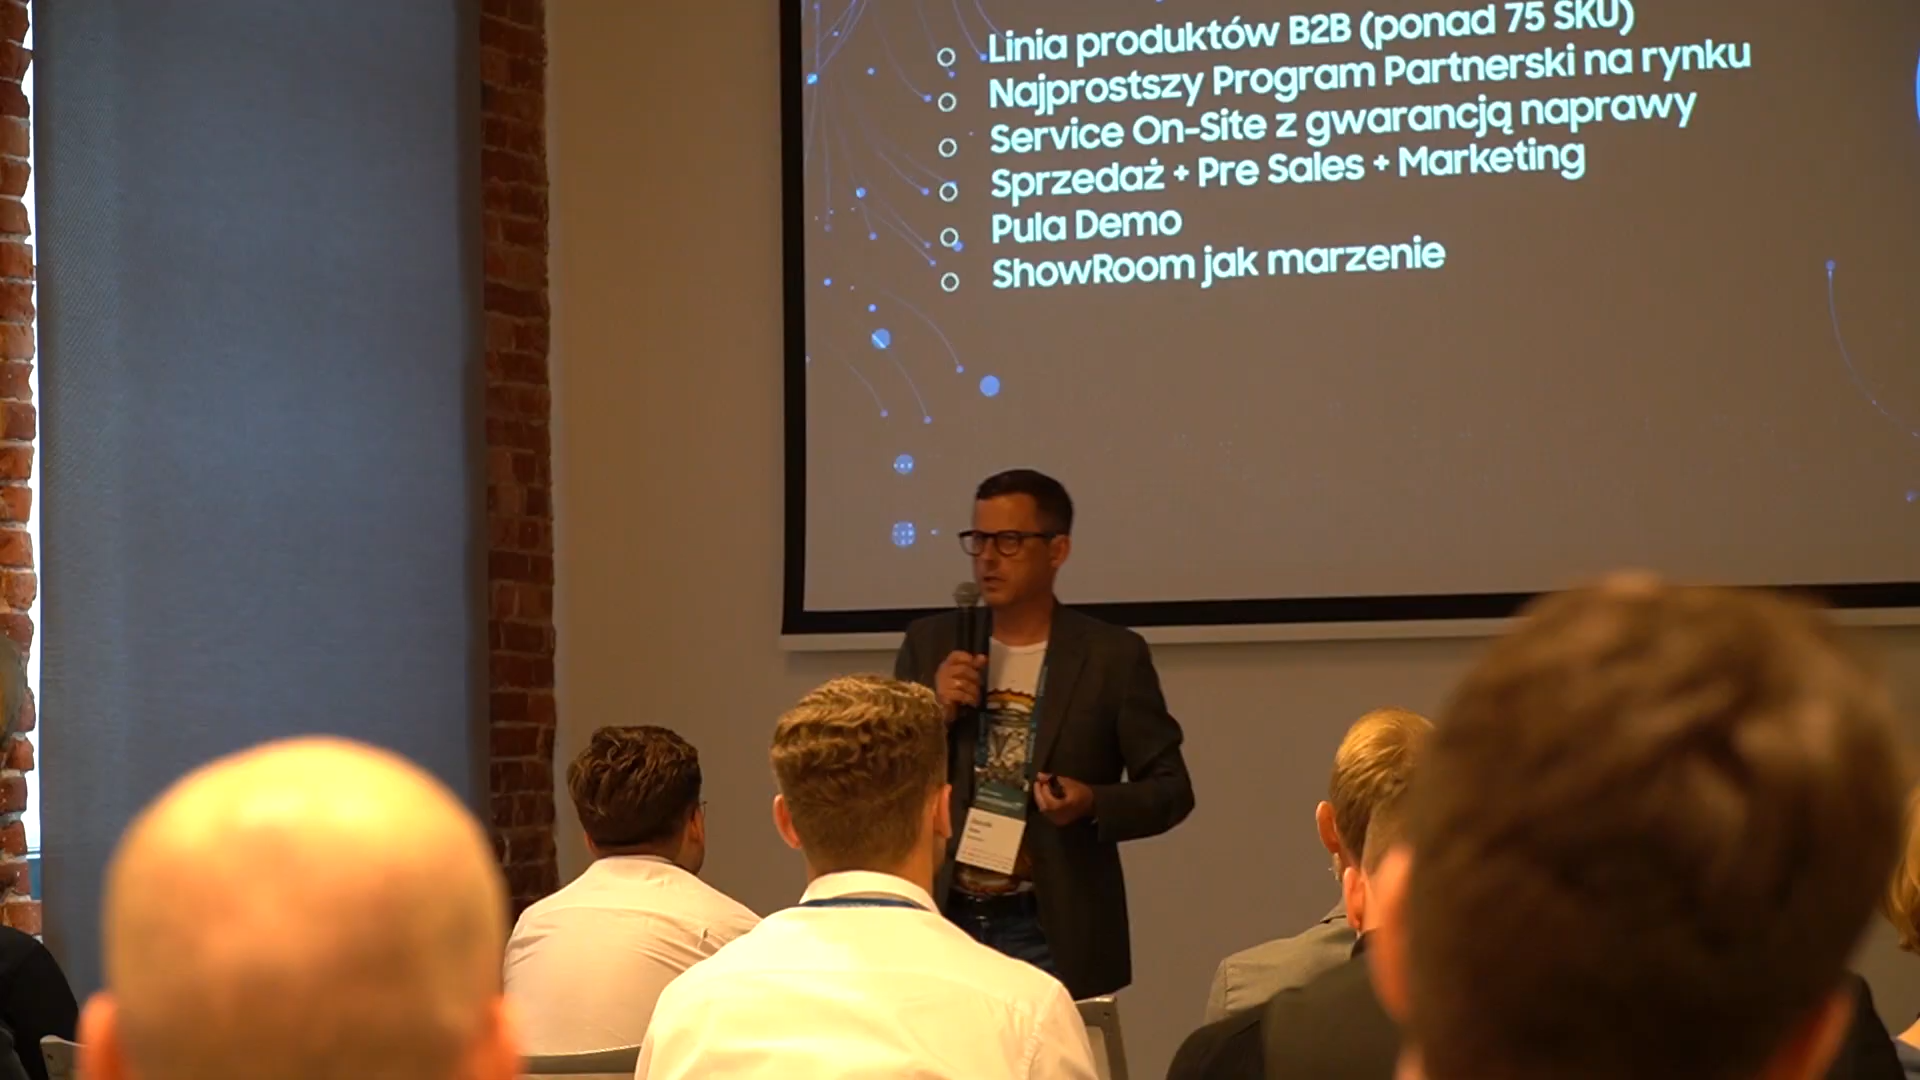 Linia produktów B2B (ponad 75 SKU)
Najprostszy Program Partnerski na rynku
Service On-Site z gwarancją naprawy
Sprzedaż + Pre Sales + Marketing
Pula Demo
ShowRoom jak marzenie